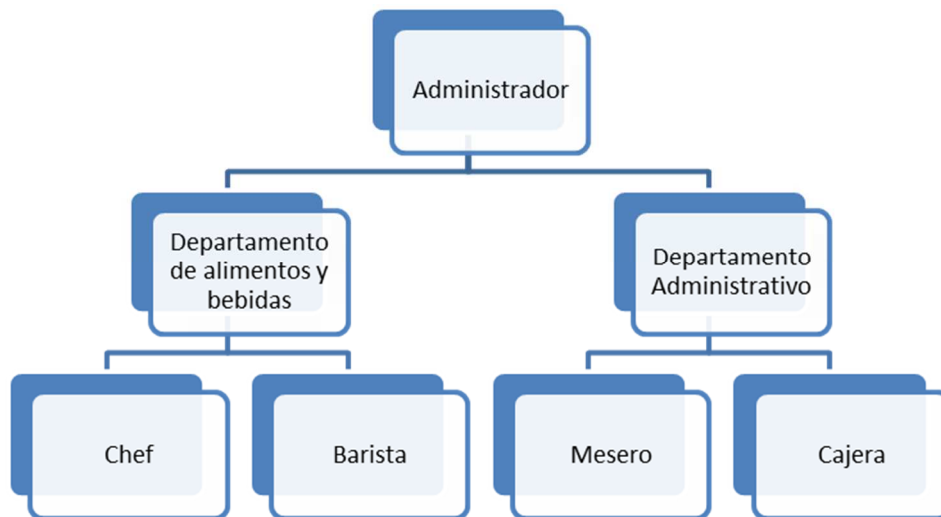 Administrador
Departamento
de alimentos y
bebidas
Departamento
Administrativo
Chef
Barista
Mesero
Cajera